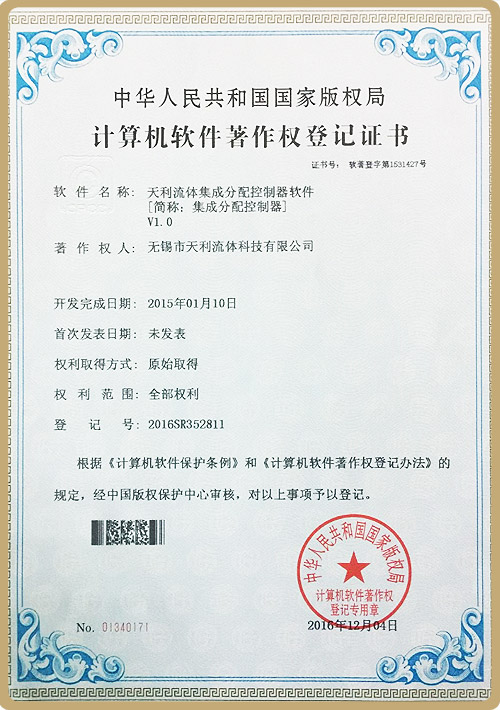 中华人民共和国国家版权局
计算机软件著作权登记证书
证书号： 软著登字第1531427号
软件名称： 天利流体集成分配控制器软件
[简称：集成分配控制器]
V1.0
著作权人： 无锡市天利流体科技有限公司
开发完成日期： 2015年01月10日
首次发表日期： 未发表
权利取得方式： 原始取得
权利范围： 全部权利
登记号： 2016SR352811
根据《计算机软件保护条例》和《计算机软件著作权登记办法》的
规定，经中国版权保护中心审核，对以上事项予以登记。
中华人民共和国国家版权局
计算机软件著作权
登记专用章
No. 01340171
2016年12月04日